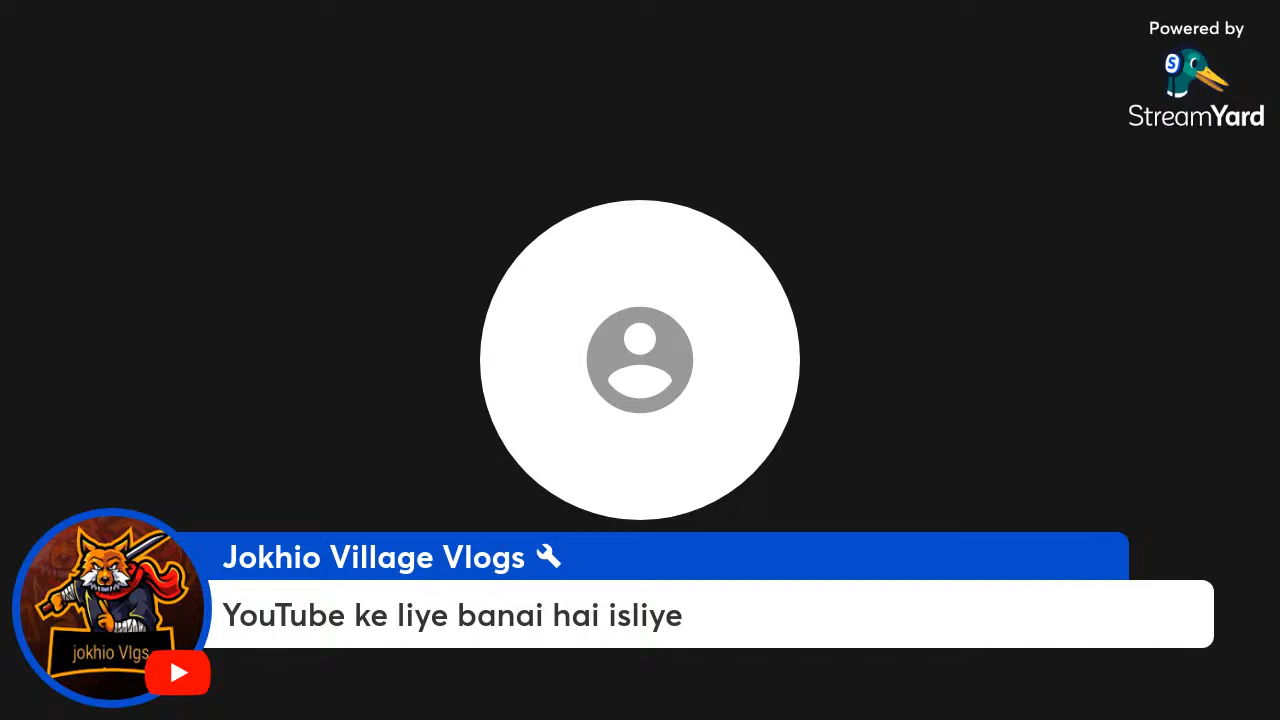 Powered by
S
StreamYard
Jokhio Village Vlogs
YouTube ke liye banai hai isliye
jokhio Vlgs